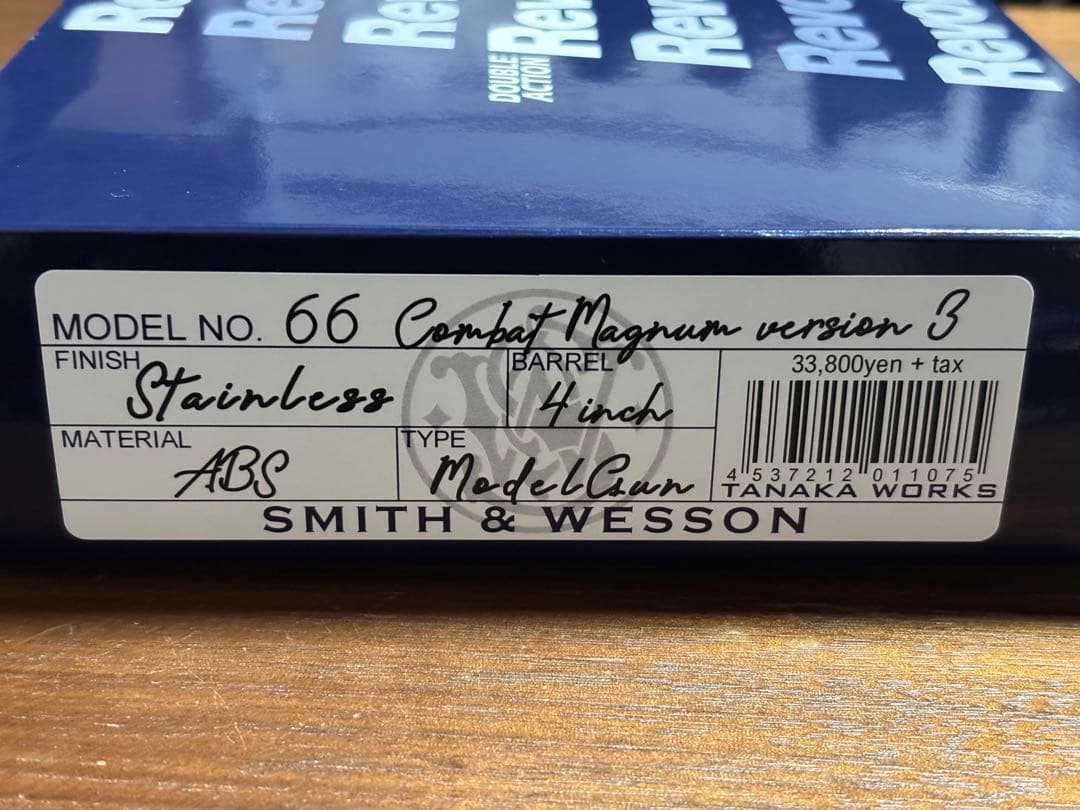 Revo
DOUBLE
ACTION
MODEL NO. 66 Combat Magnum version 3
FINISH Stainless
BARREL 4 inch
33,800yen + tax
MATERIAL ABS
TYPE ModelGun
4 537212 011075
TANAKA WORKS
SMITH & WESSON